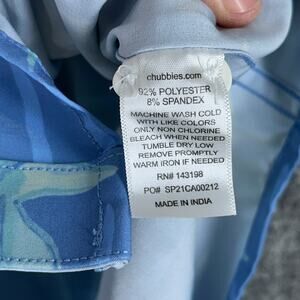 chubbies.com
92% POLYESTER
8% SPANDEX
MACHINE WASH COLD
WITH LIKE COLORS
ONLY NON CHLORINE
BLEACH WHEN NEEDED
TUMBLE DRY LOW
REMOVE PROMPTLY
WARM IRON IF NEEDED
RN# 143198
PO# SP21CA00212
MADE IN INDIA